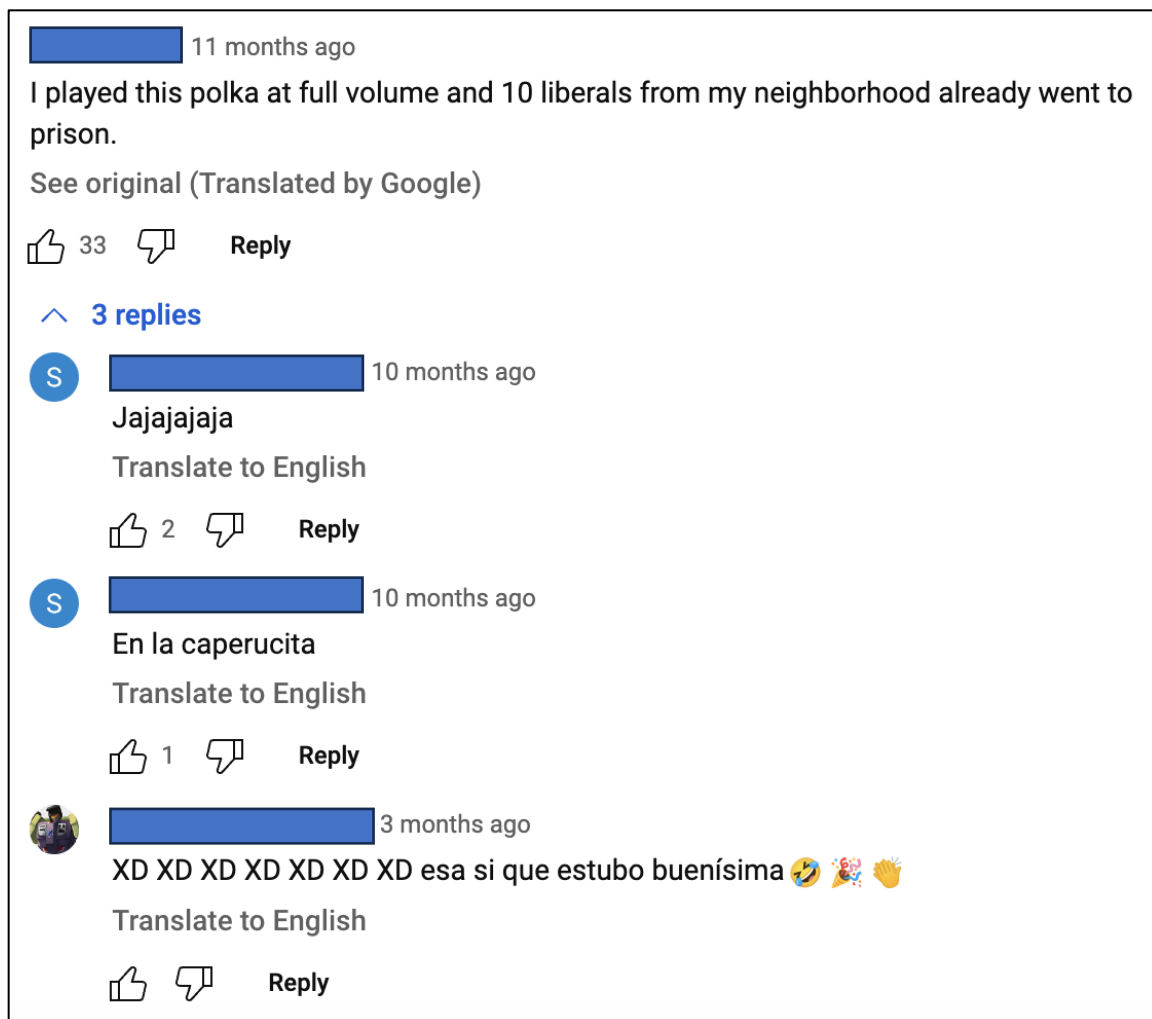 11 months ago
I played this polka at full volume and 10 liberals from my neighborhood already went to
prison.
See original (Translated by Google)
33 Reply
3 replies
S 10 months ago
Jajajajaja
Translate to English
2 Reply
S 10 months ago
En la caperucita
Translate to English
1 Reply
3 months ago
XD XD XD XD XD XD XD esa si que estubo buenísima 🤣 🎉 👏
Translate to English
Reply